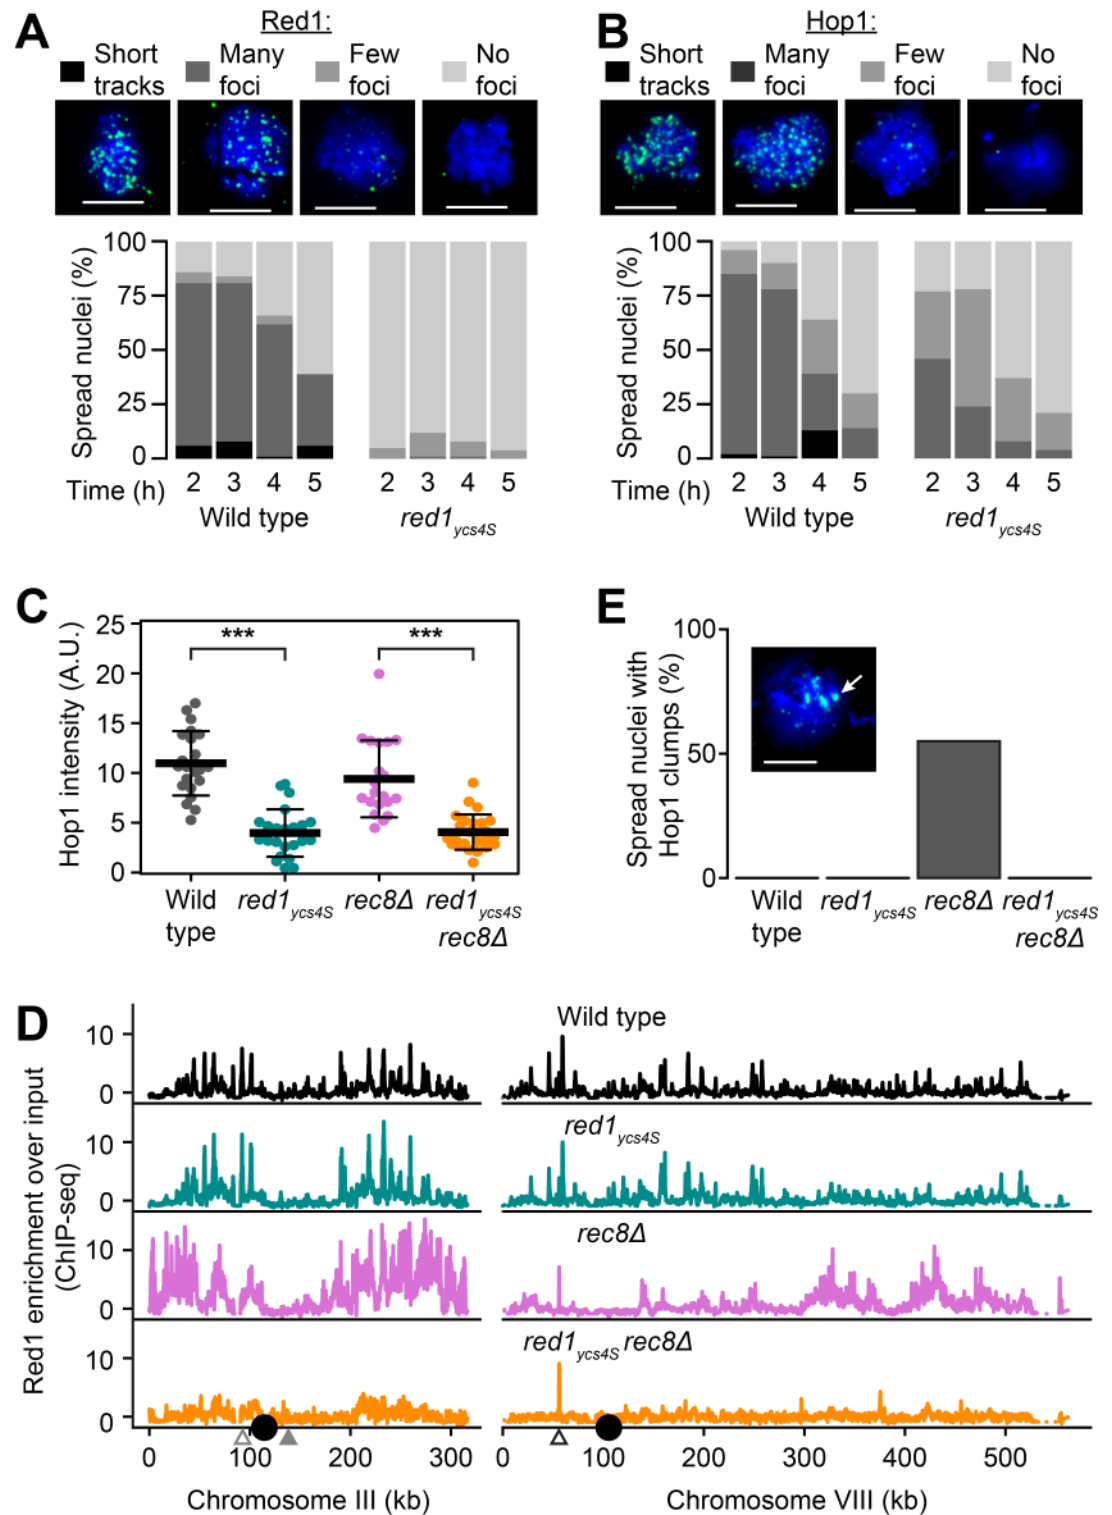 A
Red1:
Short tracks
Many foci
Few foci
No foci
Spread nuclei (%)
100
75
50
25
0
Time (h)
2 3 4 5
2 3 4 5
Wild type
red1ycs4S
B
Hop1:
Short tracks
Many foci
Few foci
No foci
Spread nuclei (%)
100
75
50
25
0
Time (h)
2 3 4 5
2 3 4 5
Wild type
red1ycs4S
C
Hop1 intensity (A.U.)
25
20
15
10
5
0
***
***
Wild type
red1ycs4S
rec8Δ
red1ycs4S rec8Δ
E
Spread nuclei with
Hop1 clumps (%)
100
50
0
Wild type
red1ycs4S
rec8Δ
red1ycs4S rec8Δ
D
Red1 enrichment over input
(ChIP-seq)
Wild type
10
0
red1ycs4S
10
0
rec8Δ
10
0
red1ycs4S rec8Δ
10
0
0 100 200 300
Chromosome III (kb)
0 100 200 300 400 500
Chromosome VIII (kb)